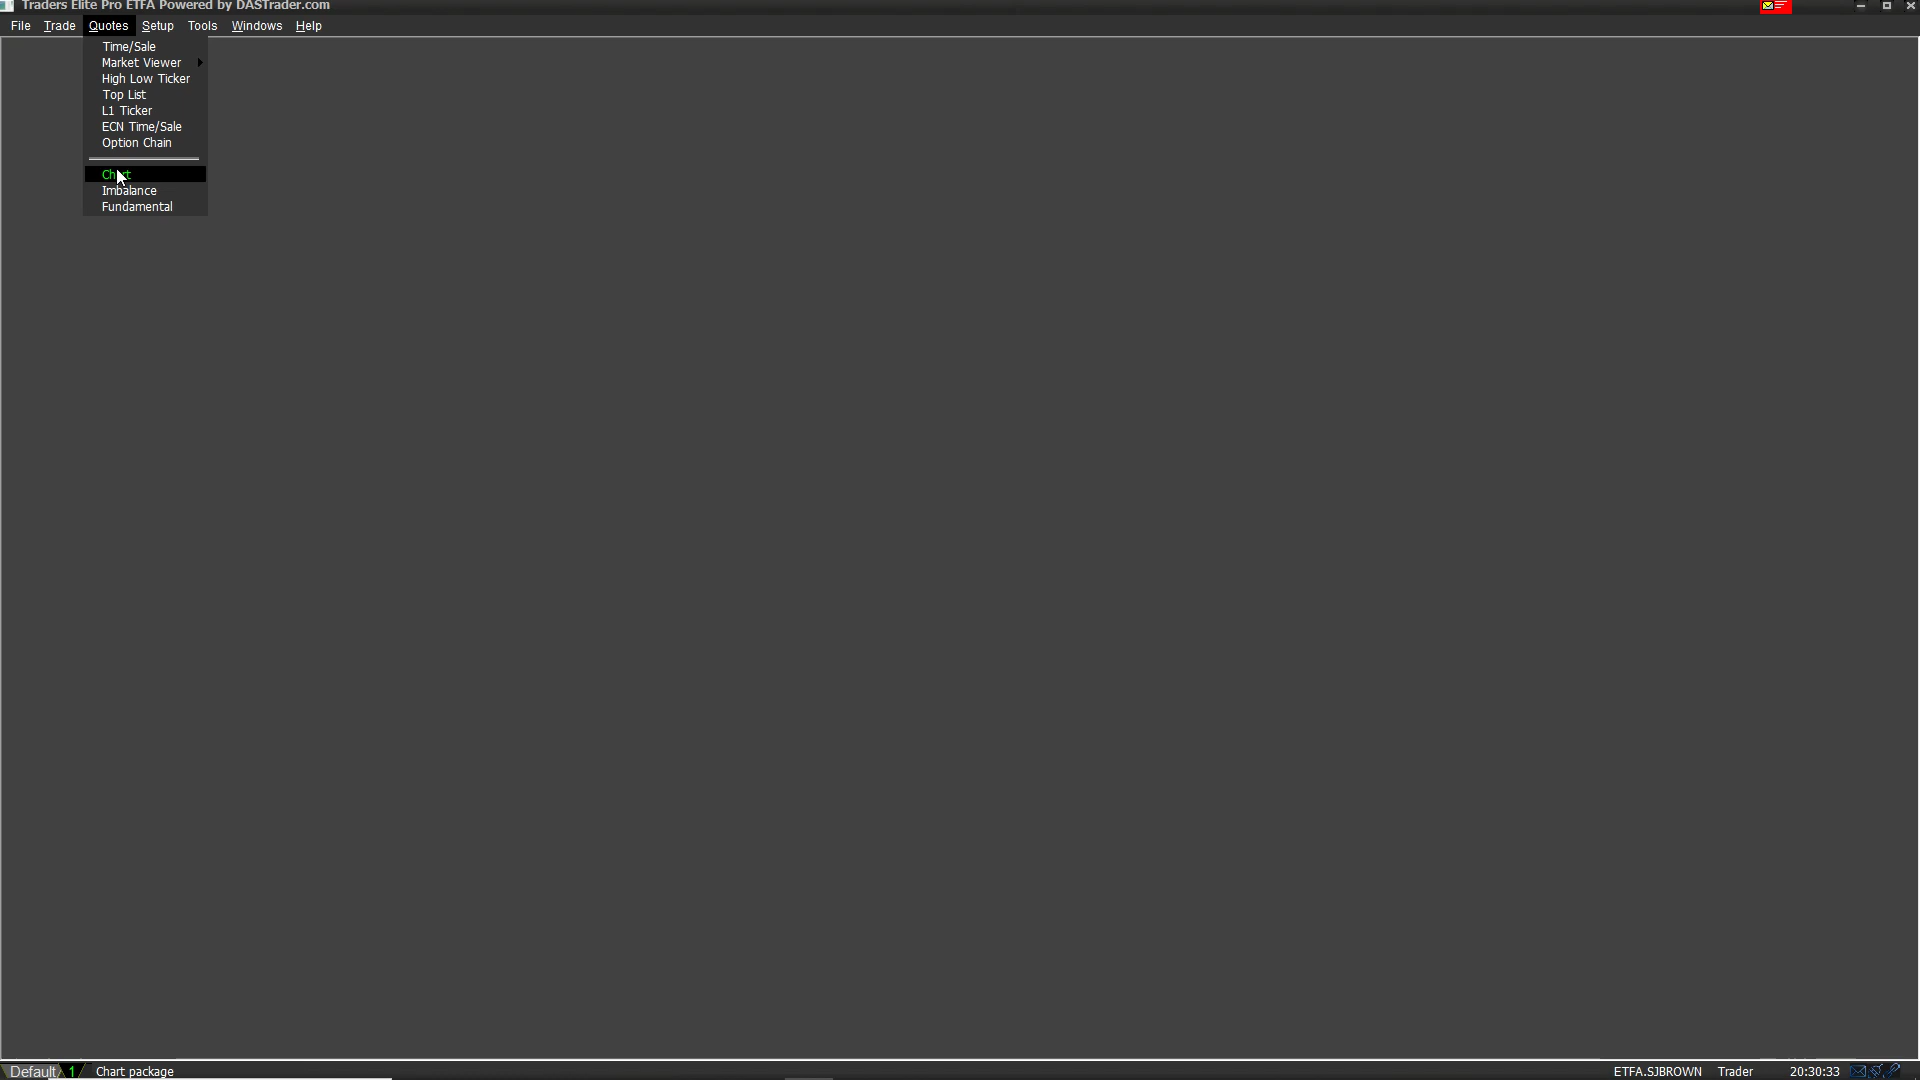 Traders Elite Pro ETFA Powered by DASTrader.com
File Trade Quotes Setup Tools Windows Help
Time/Sale
Market Viewer
High Low Ticker
Top List
L1 Ticker
ECN Time/Sale
Option Chain
Chart
Imbalance
Fundamental
Default 1 Chart package ETFA.SJBROWN Trader 20:30:33